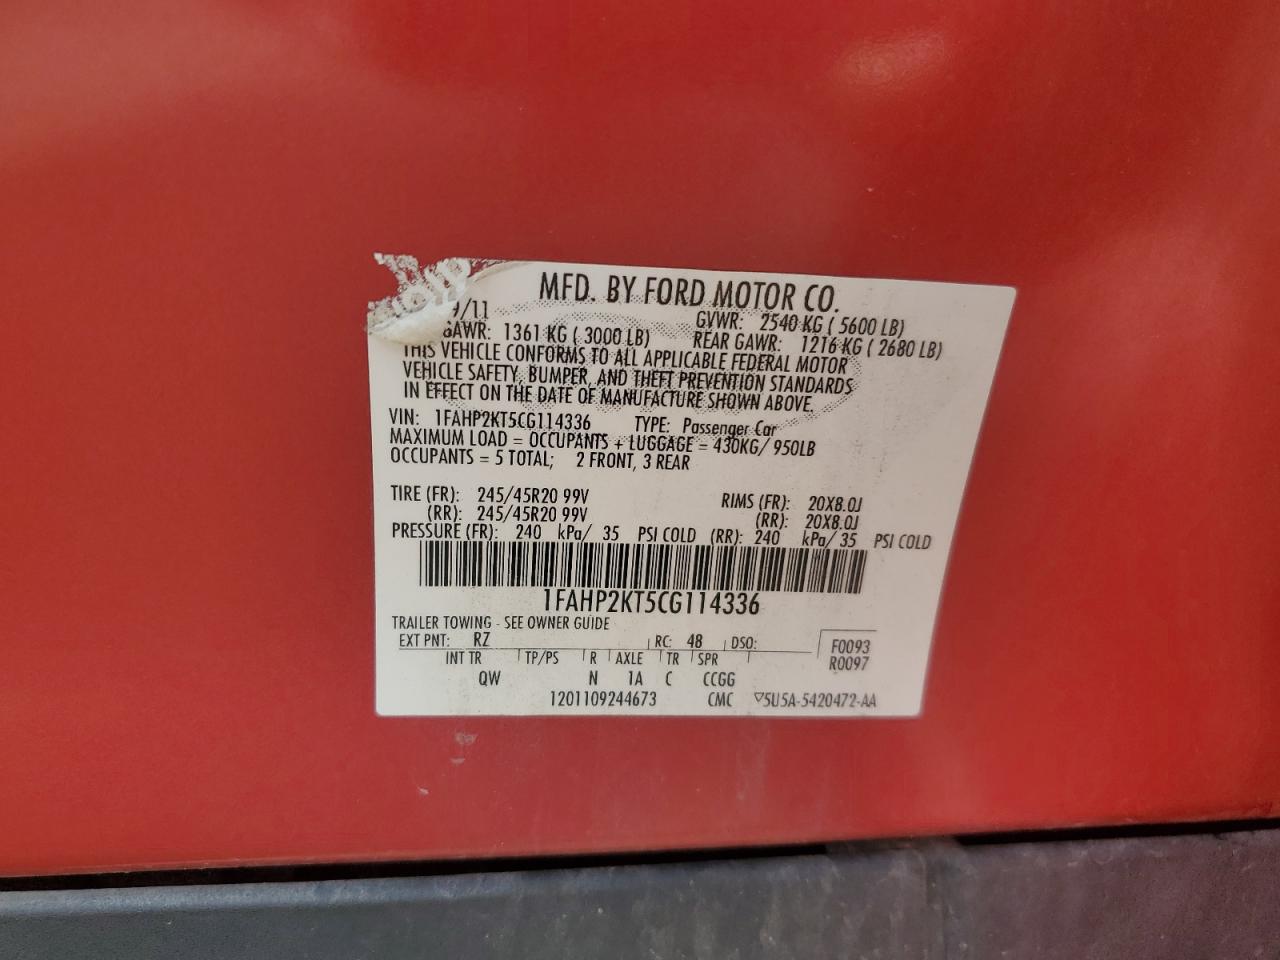 MFD. BY FORD MOTOR CO.
9/11 GVWR: 2540 KG ( 5600 LB)
GAWR: 1361 KG ( 3000 LB) REAR GAWR: 1216 KG ( 2680 LB)
THIS VEHICLE CONFORMS TO ALL APPLICABLE FEDERAL MOTOR
VEHICLE SAFETY, BUMPER, AND THEFT PREVENTION STANDARDS
IN EFFECT ON THE DATE OF MANUFACTURE SHOWN ABOVE.
VIN: 1FAHP2KT5CG114336 TYPE: Passenger Car
MAXIMUM LOAD = OCCUPANTS + LUGGAGE = 430KG/ 950LB
OCCUPANTS = 5 TOTAL; 2 FRONT, 3 REAR
TIRE (FR): 245/45R20 99V RIMS (FR): 20X8.0J
(RR): 245/45R20 99V (RR): 20X8.0J
PRESSURE (FR): 240 kPa/ 35 PSI COLD (RR): 240 kPa/ 35 PSI COLD
1FAHP2KT5CG114336
TRAILER TOWING - SEE OWNER GUIDE
EXT PNT: RZ RC: 48 DSO: F0093
INT TR TP/PS R AXLE TR SPR R0097
QW N 1A C CCGG
1201109244673 CMC ▽5U5A-5420472-AA